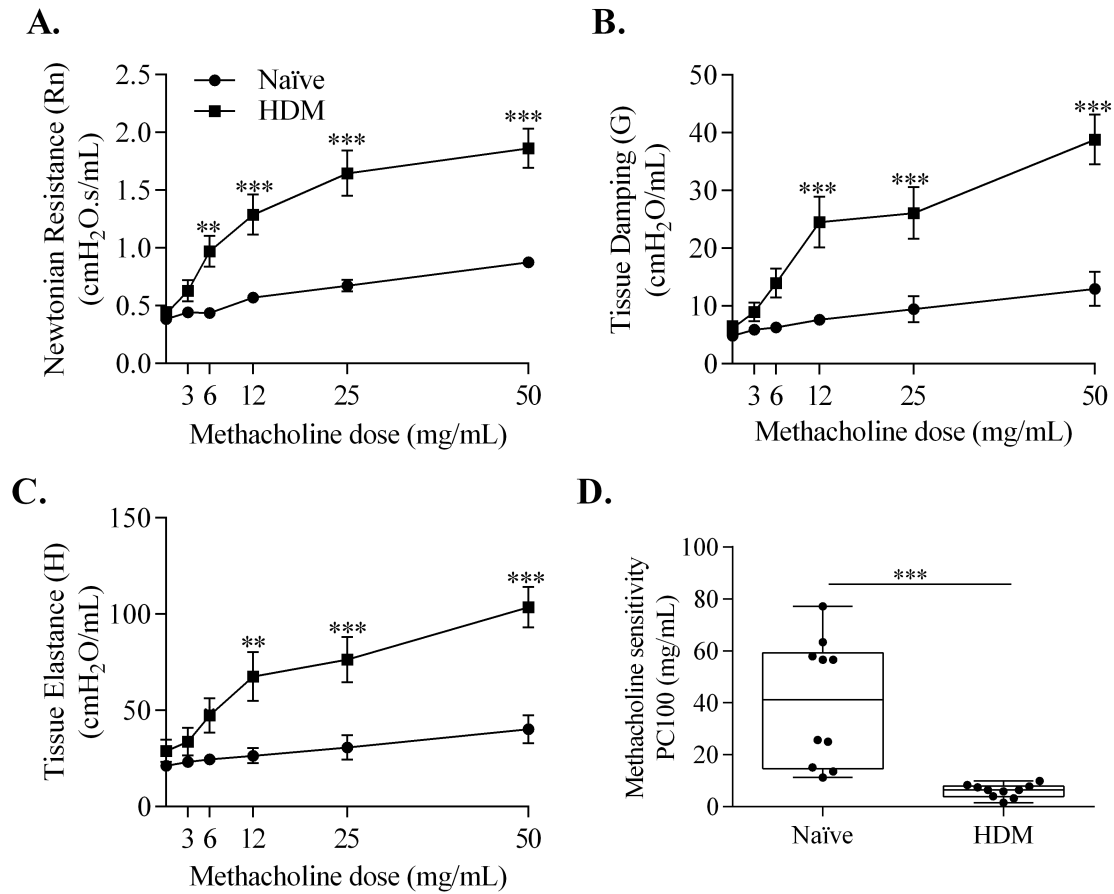 A.
Newtonian Resistance (Rn)
(cmH₂O.s/mL)
2.5
2.0
1.5
1.0
0.5
0.0
Naïve
HDM
**
***
***
***
3 6 12 25 50
Methacholine dose (mg/mL)
B.
Tissue Damping (G)
(cmH₂O/mL)
50
40
30
20
10
0
***
***
***
3 6 12 25 50
Methacholine dose (mg/mL)
C.
Tissue Elastance (H)
(cmH₂O/mL)
150
100
50
0
**
***
***
3 6 12 25 50
Methacholine dose (mg/mL)
D.
Methacholine sensitivity
PC100 (mg/mL)
100
80
60
40
20
0
***
Naïve HDM